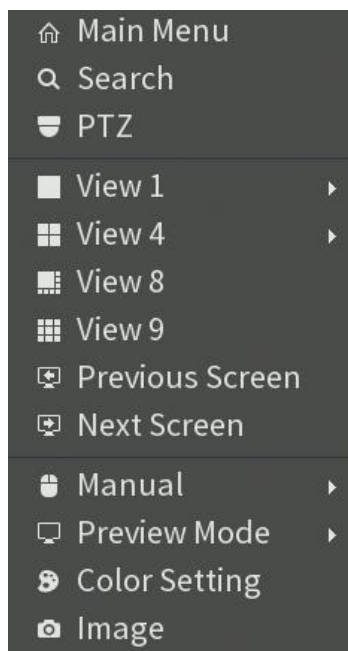 Main Menu
Search
PTZ
View 1
View 4
View 8
View 9
Previous Screen
Next Screen
Manual
Preview Mode
Color Setting
Image